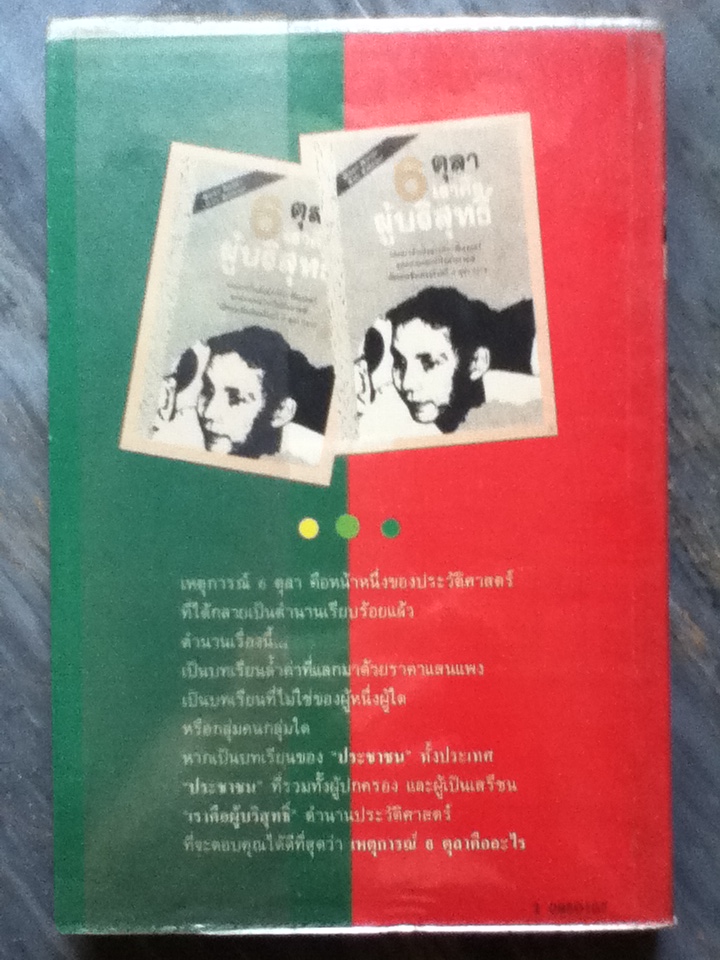 6 ตุลา
ผู้บริสุทธิ์
6 ตุล
ผู้บริสุทธ
เหตุการณ์ 6 ตุลา คือหน้าหนึ่งของประวัติศาสตร์
ที่ได้กลายเป็นตำนานเรียบร้อยแล้ว
ตำนานเรื่องนี้...
เป็นบทเรียนล้ำค่าที่แลกมาด้วยราคาแสนแพง
เป็นบทเรียนที่ไม่ใช่ของผู้หนึ่งผู้ใด
หรือกลุ่มคนกลุ่มใด
หากเป็นบทเรียนของ "ประชาชน" ทั้งประเทศ
"ประชาชน" ที่รวมทั้งผู้ปกครอง และผู้เป็นเสรีชน
"เราคือผู้บริสุทธิ์" ตำนานประวัติศาสตร์
ที่จะตอบคุณได้ดีที่สุดว่า เหตุการณ์ 6 ตุลาคืออะไร